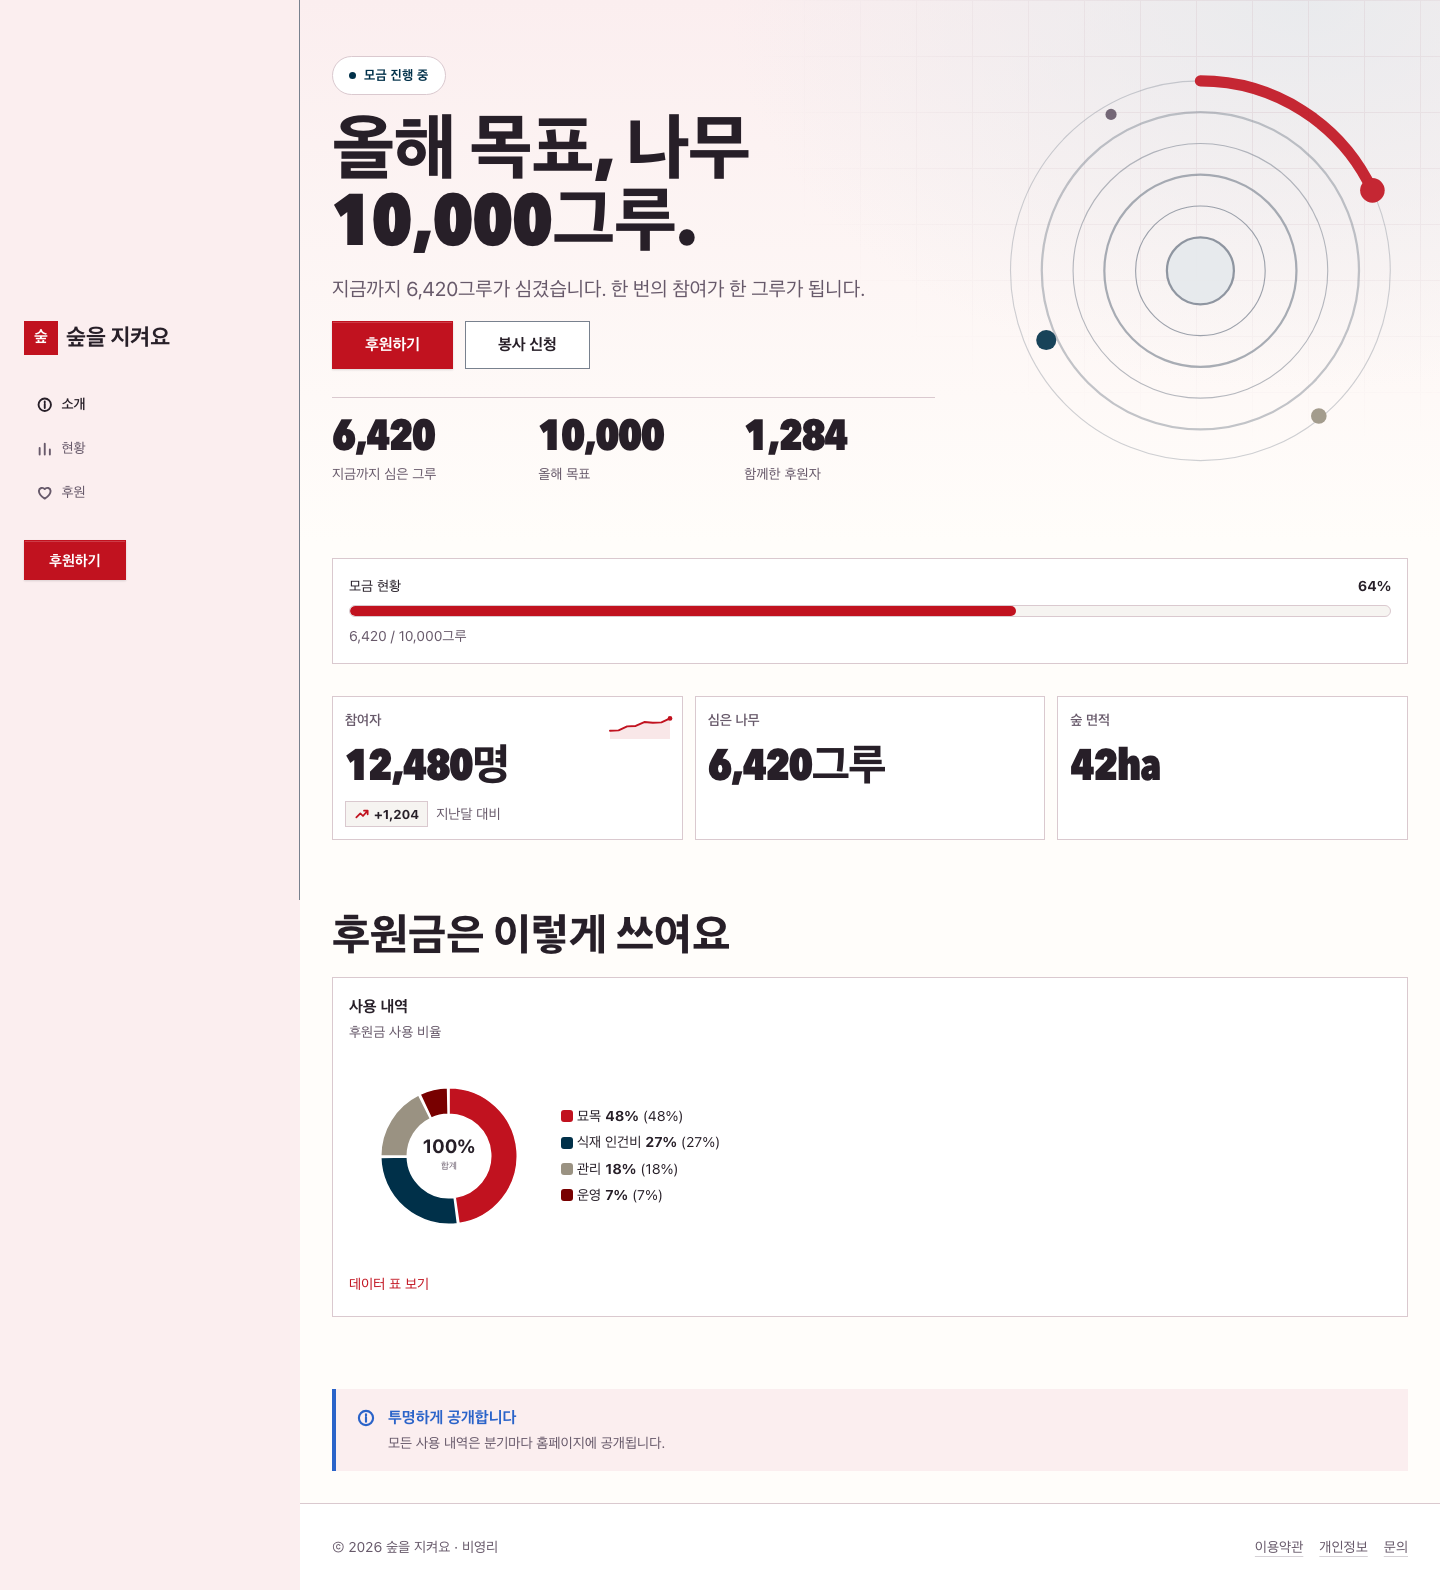 숲 숲을 지켜요
소개
현황
후원
후원하기
모금 진행 중
올해 목표, 나무
10,000그루.
지금까지 6,420그루가 심겼습니다. 한 번의 참여가 한 그루가 됩니다.
후원하기
봉사 신청
6,420
지금까지 심은 그루
10,000
올해 목표
1,284
함께한 후원자
모금 현황
64%
6,420 / 10,000그루
참여자
12,480명
+1,204 지난달 대비
심은 나무
6,420그루
숲 면적
42ha
후원금은 이렇게 쓰여요
사용 내역
후원금 사용 비율
100%
합계
묘목 48% (48%)
식재 인건비 27% (27%)
관리 18% (18%)
운영 7% (7%)
데이터 표 보기
투명하게 공개합니다
모든 사용 내역은 분기마다 홈페이지에 공개됩니다.
© 2026 숲을 지켜요 · 비영리
이용약관
개인정보
문의